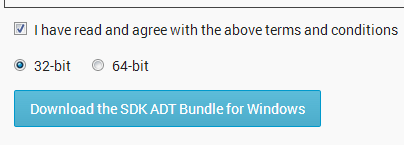 I have read and agree with the above terms and conditions
32-bit 64-bit
Download the SDK ADT Bundle for Windows